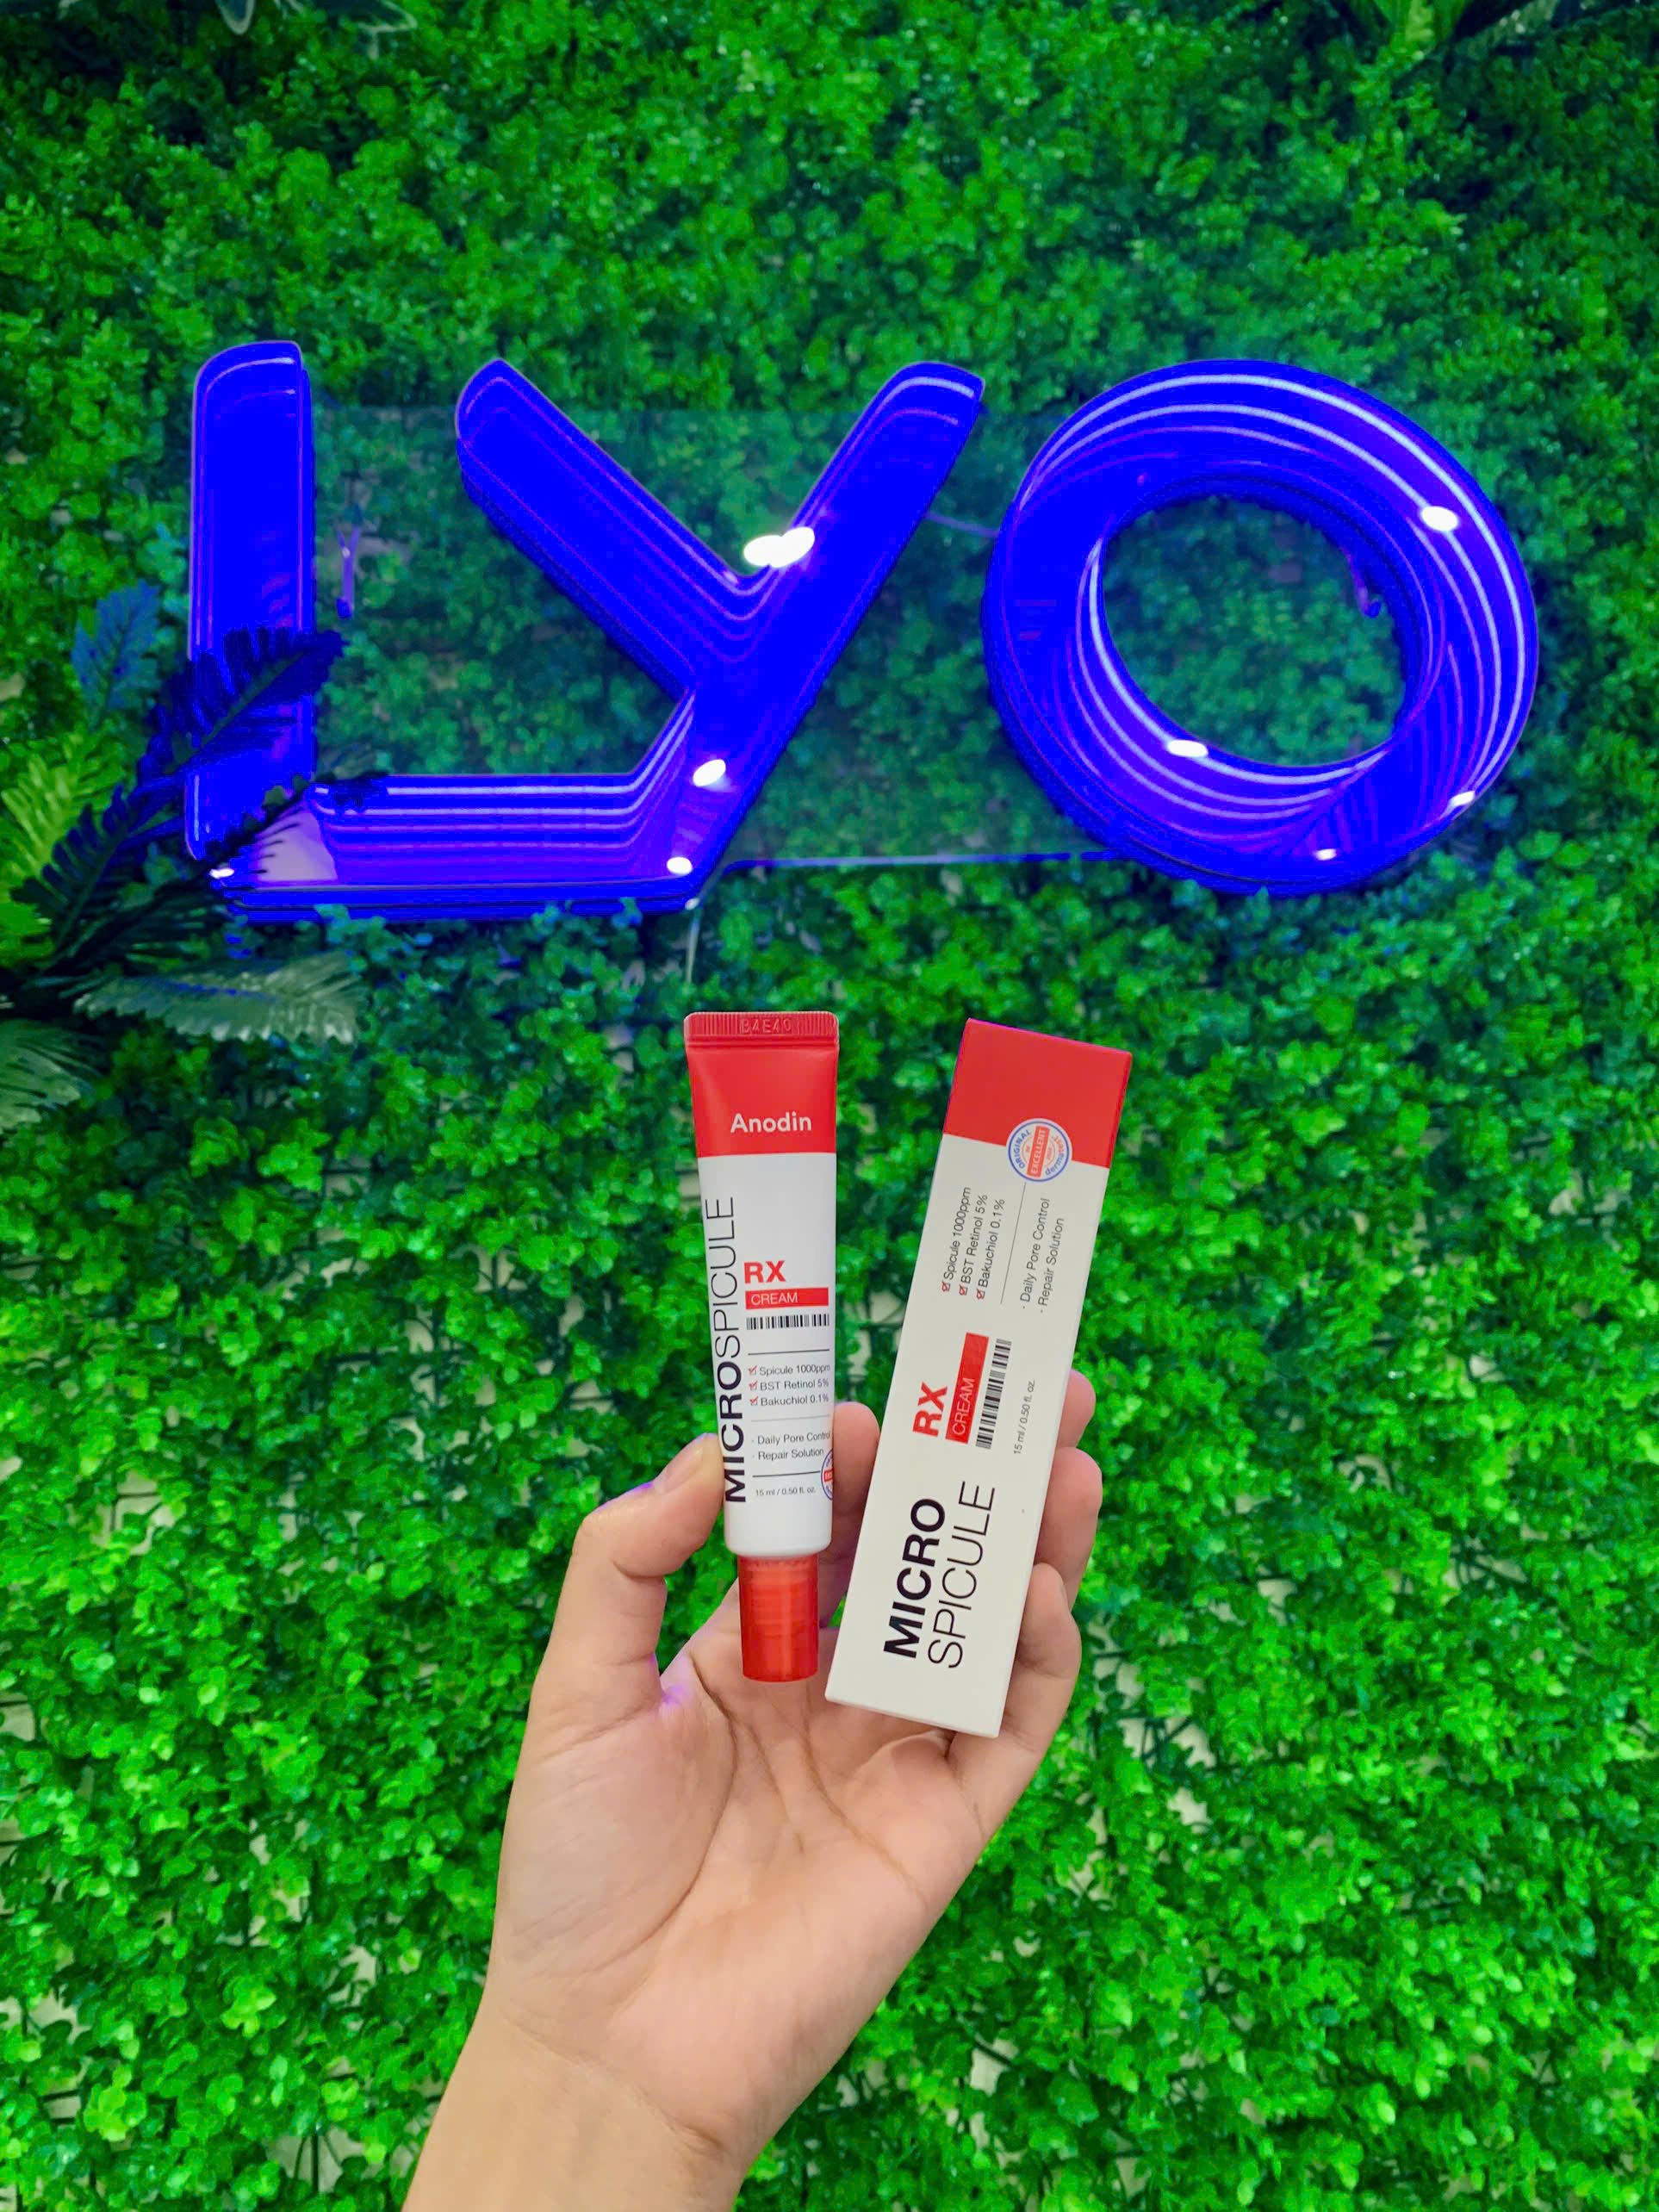 LYO
B4E40
Anodin
MICROSPICULE
RX
CREAM
Spicule 1000ppm
BST Retinol 5%
Bakuchiol 0.1%
· Daily Pore Control
· Repair Solution
15 ml / 0.50 fl. oz.
ORIGINAL
EXCELLENT
Spicule 1000ppm
BST Retinol 5%
Bakuchiol 0.1%
· Daily Pore Control
· Repair Solution
RX
CREAM
15 ml / 0.50 fl. oz.
MICRO
SPICULE